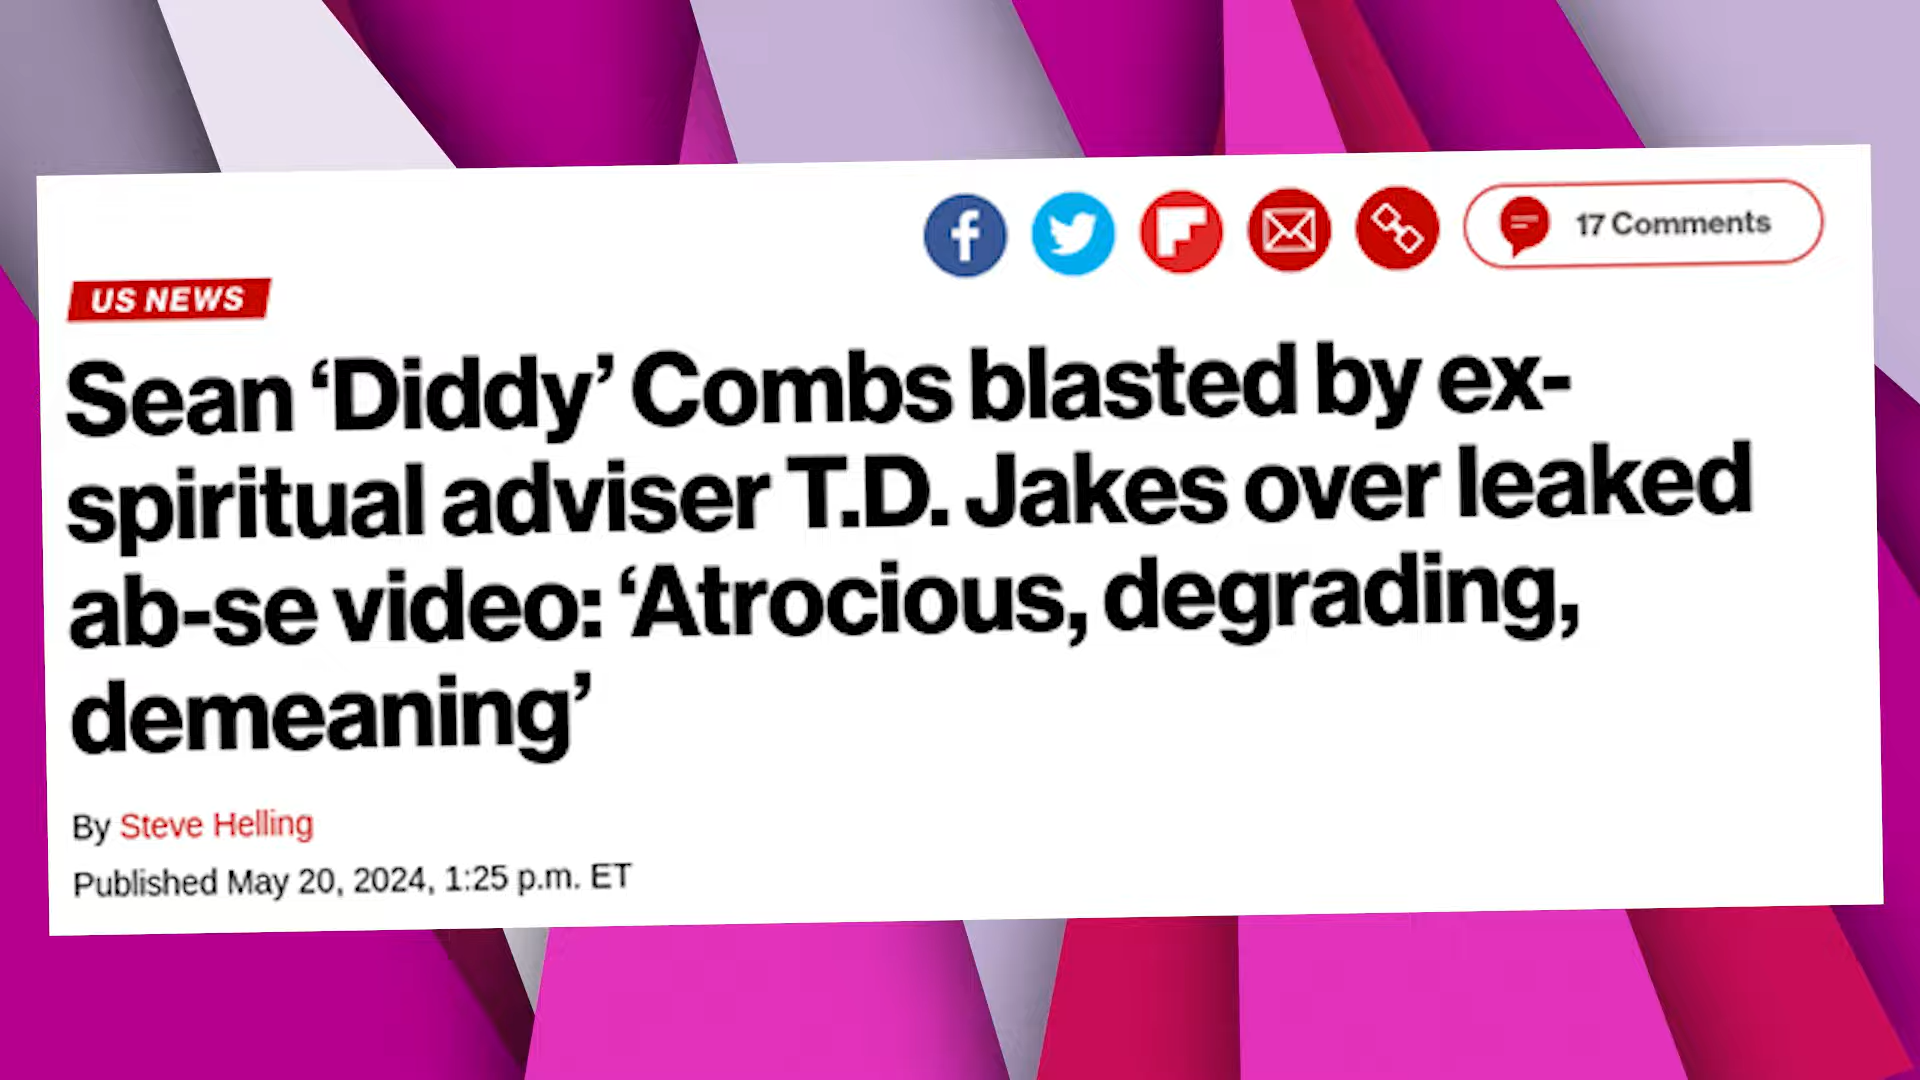 17 Comments
US NEWS
Sean ‘Diddy’ Combs blasted by ex-
spiritual adviser T.D. Jakes over leaked
ab-se video: ‘Atrocious, degrading,
demeaning’
By Steve Helling
Published May 20, 2024, 1:25 p.m. ET